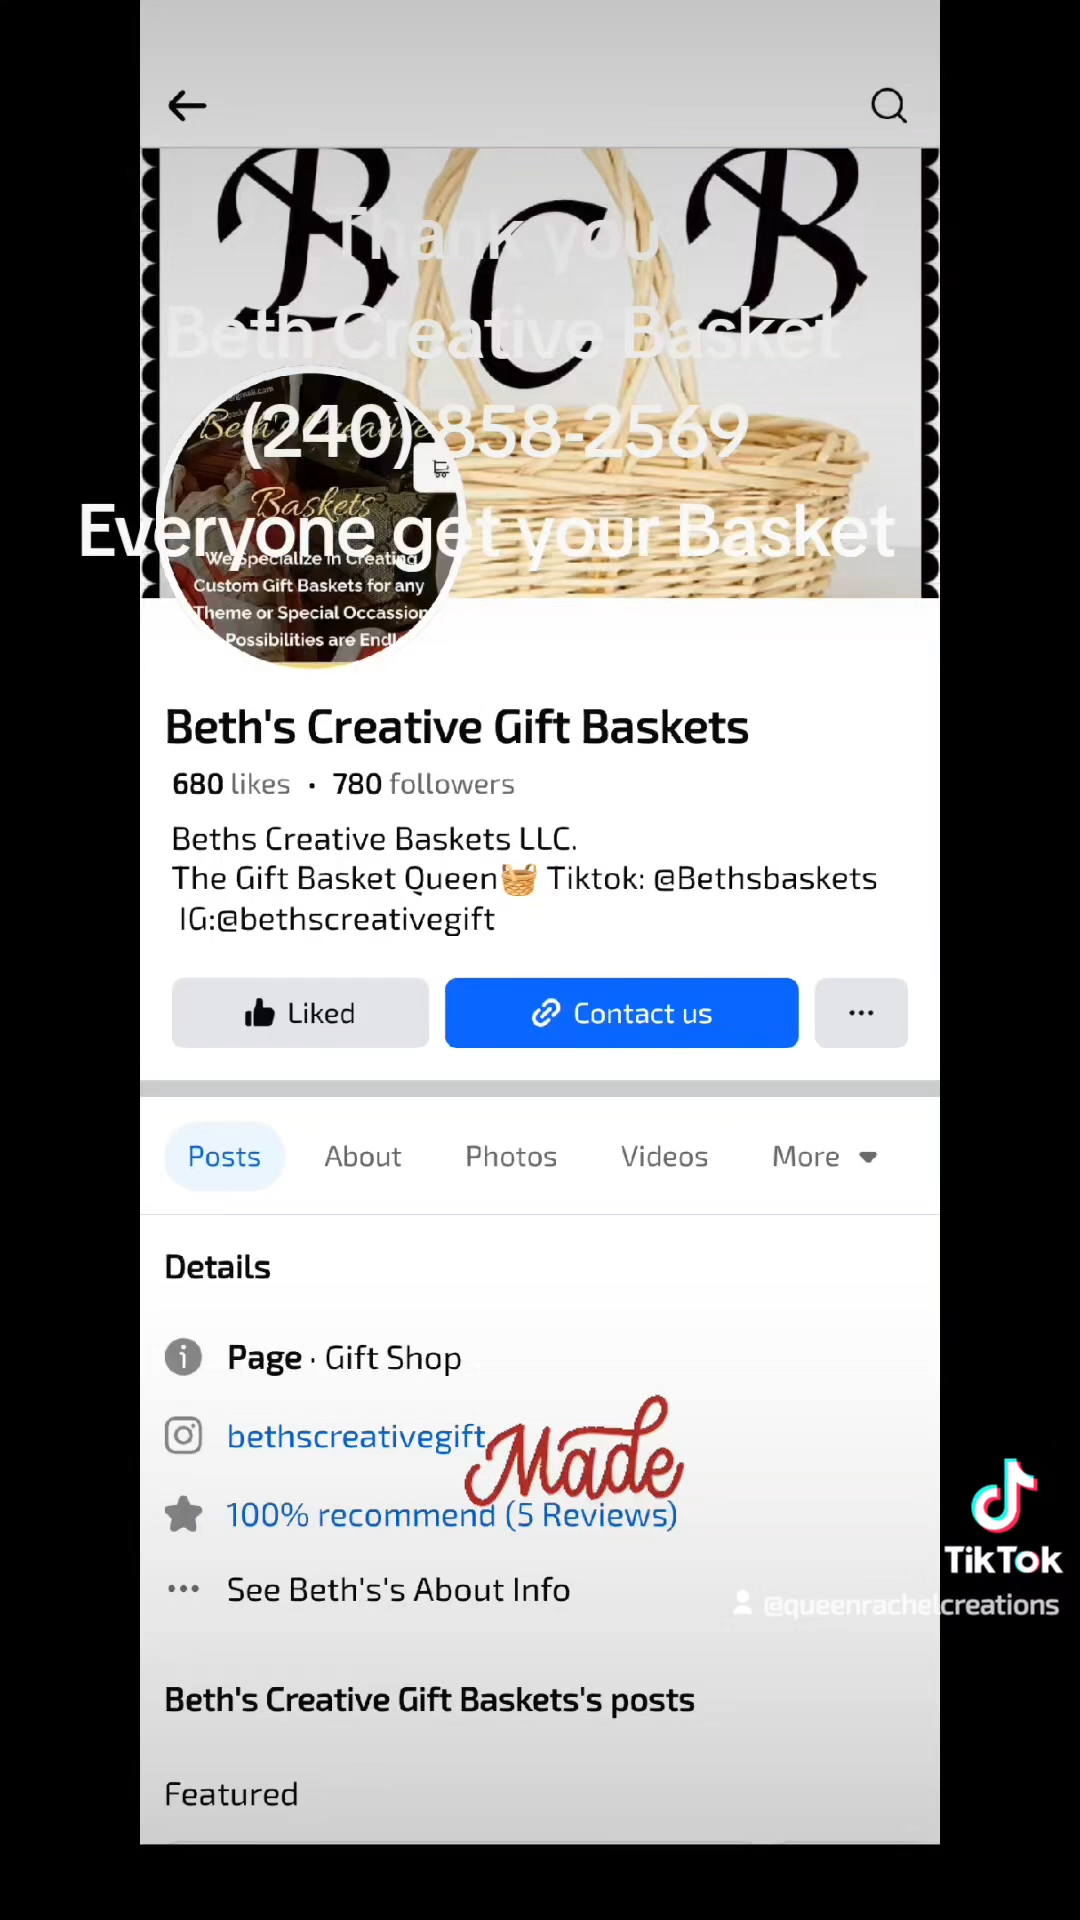 B C B
Thank you
Beth Creative Basket
(240) 858-2569
Everyone get your Basket
Beth's Creative
Baskets
We Specialize in Creating
Custom Gift Baskets for any
Theme or Special Occassion
Possibilities are
Beth's Creative Gift Baskets
680 likes · 780 followers
Beths Creative Baskets LLC.
The Gift Basket Queen🧺 Tiktok: @Bethsbaskets
IG:@bethscreativegift
Liked
Contact us
Posts About Photos Videos More
Details
Page · Gift Shop
bethscreativegift
Made
100% recommend (5 Reviews)
See Beth's's About Info
TikTok
@queenrachelcreations
Beth's Creative Gift Baskets's posts
Featured